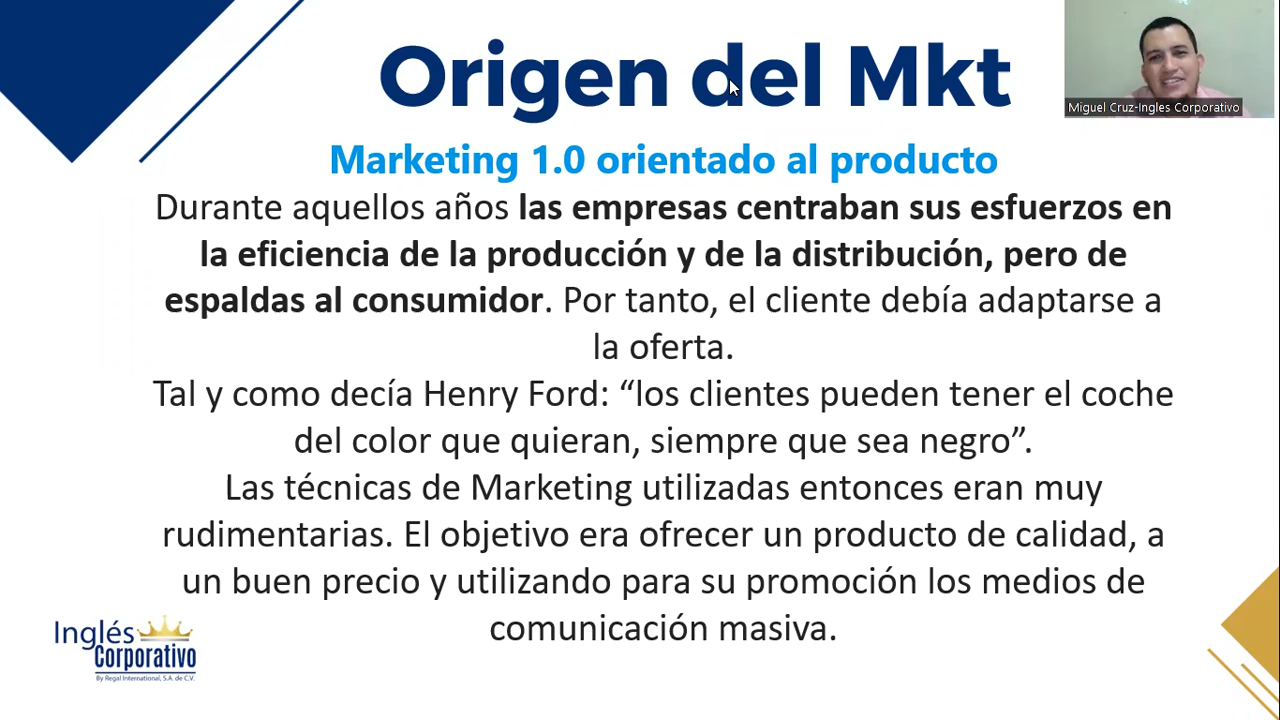 Origen del Mkt
Miguel Cruz-Ingles Corporativo
Marketing 1.0 orientado al producto
Durante aquellos años las empresas centraban sus esfuerzos en
la eficiencia de la producción y de la distribución, pero de
espaldas al consumidor. Por tanto, el cliente debía adaptarse a
la oferta.
Tal y como decía Henry Ford: “los clientes pueden tener el coche
del color que quieran, siempre que sea negro”.
Las técnicas de Marketing utilizadas entonces eran muy
rudimentarias. El objetivo era ofrecer un producto de calidad, a
un buen precio y utilizando para su promoción los medios de
comunicación masiva.
Inglés
Corporativo
By Regal International, S.A. de C.V.